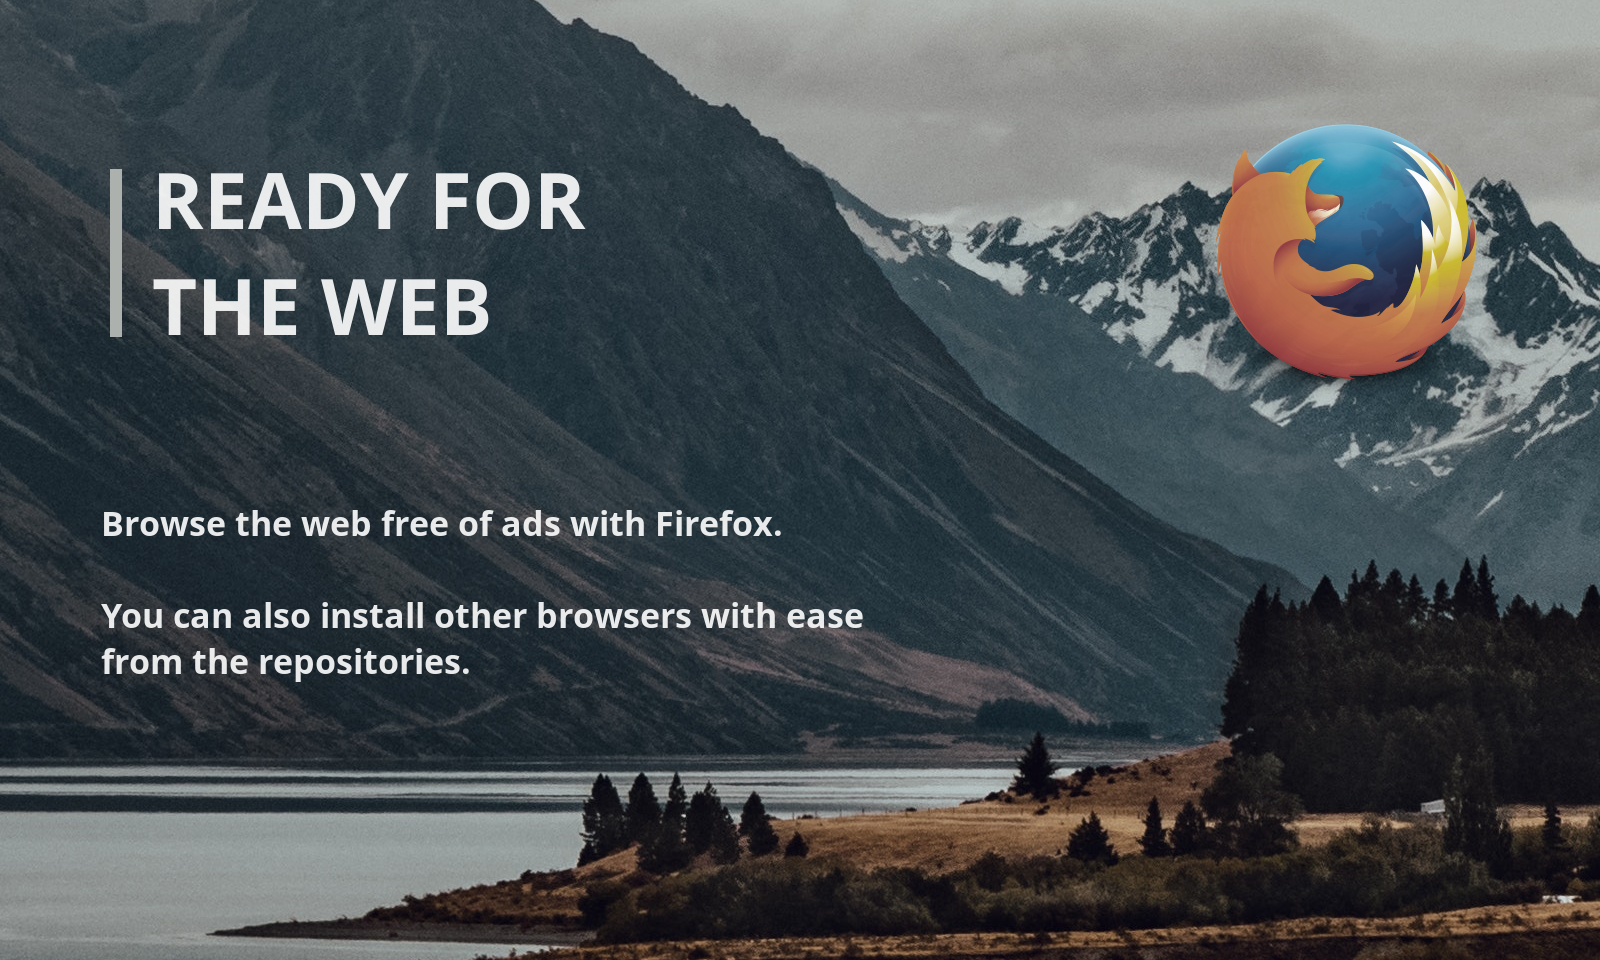 READY FOR
THE WEB
Browse the web free of ads with Firefox.
You can also install other browsers with ease
from the repositories.